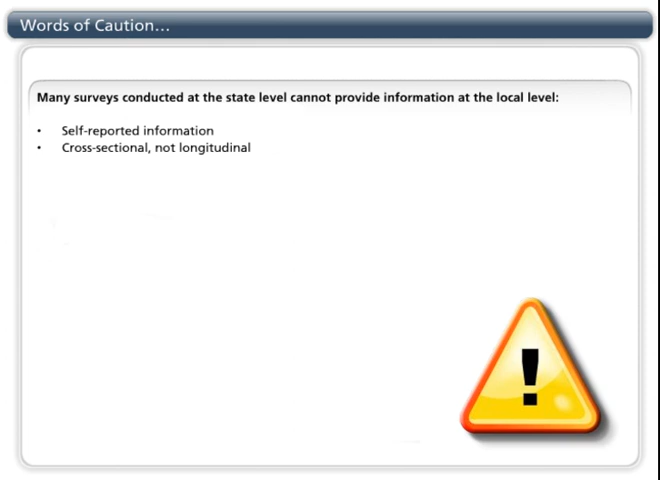 Words of Caution...
Many surveys conducted at the state level cannot provide information at the local level:
• Self-reported information
• Cross-sectional, not longitudinal
!